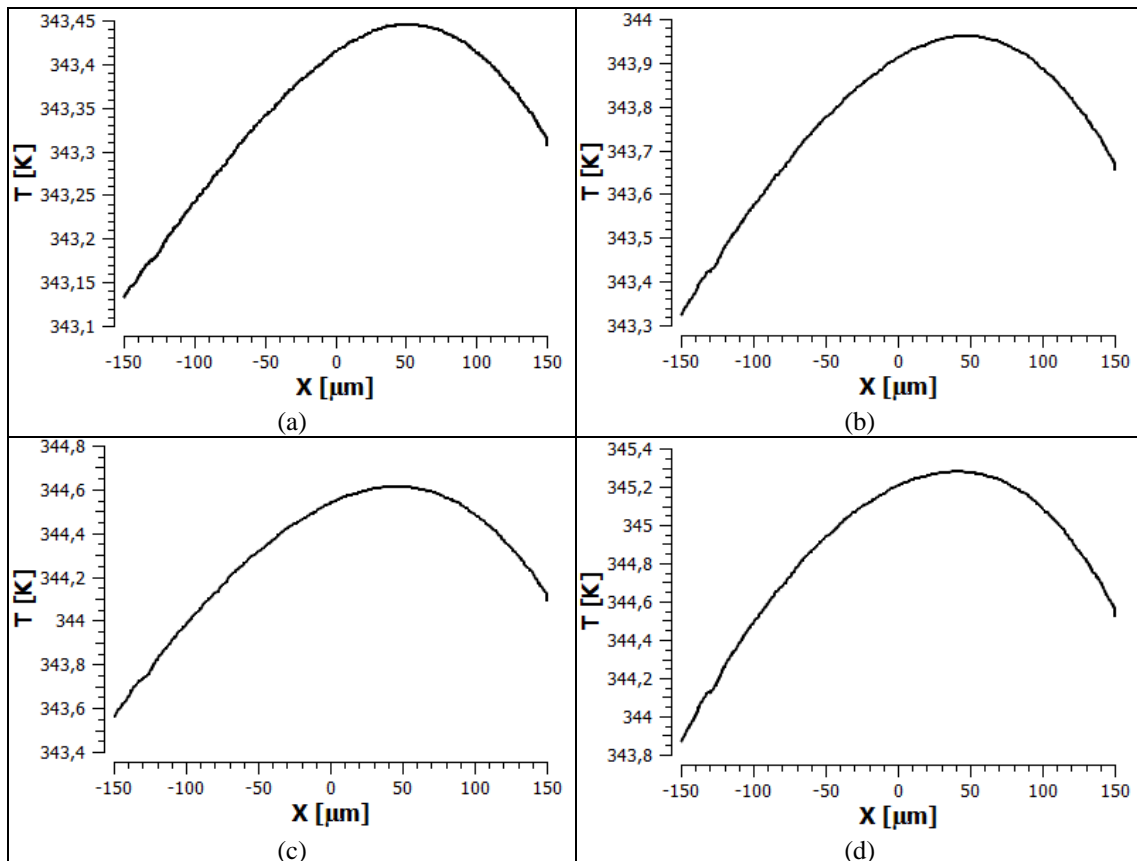 343,45
343,4
343,35
343,3
343,25
343,2
343,15
343,1
T [K]
-150 -100 -50 0 50 100 150
X [µm]
(a)
344
343,9
343,8
343,7
343,6
343,5
343,4
343,3
T [K]
-150 -100 -50 0 50 100 150
X [µm]
(b)
344,8
344,6
344,4
344,2
344
343,8
343,6
343,4
T [K]
-150 -100 -50 0 50 100 150
X [µm]
(c)
345,4
345,2
345
344,8
344,6
344,4
344,2
344
343,8
T [K]
-150 -100 -50 0 50 100 150
X [µm]
(d)